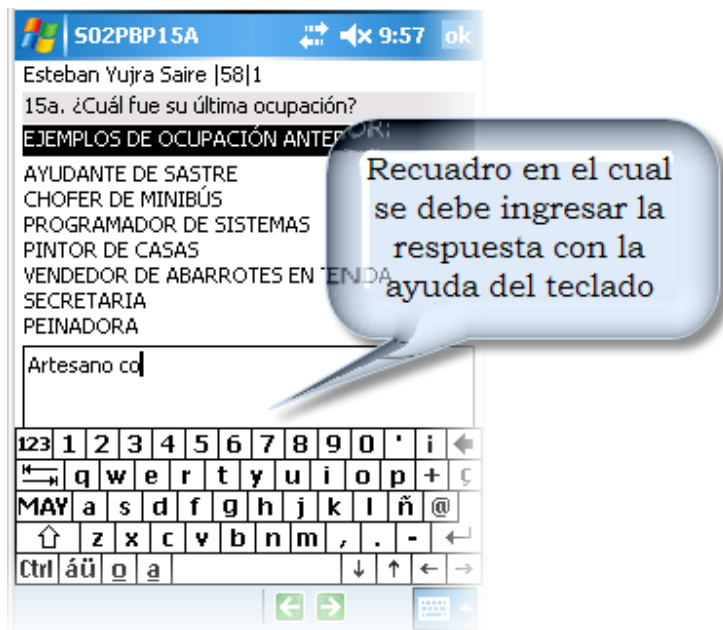 S02PBP15A 9:57 ok
Esteban Yujra Saire |58|1
15a. ¿Cuál fue su última ocupación?
EJEMPLOS DE OCUPACIÓN ANTERIOR:
AYUDANTE DE SASTRE
CHOFER DE MINIBÚS
PROGRAMADOR DE SISTEMAS
PINTOR DE CASAS
VENDEDOR DE ABARROTES EN TIENDA
SECRETARIA
PEINADORA
Recuadro en el cual
se debe ingresar la
respuesta con la
ayuda del teclado
Artesano co
123 1 2 3 4 5 6 7 8 9 0 ' i
q w e r t y u i o p + ç
MAY a s d f g h j k l ñ @
z x c v b n m , . -
Ctrl áü o a